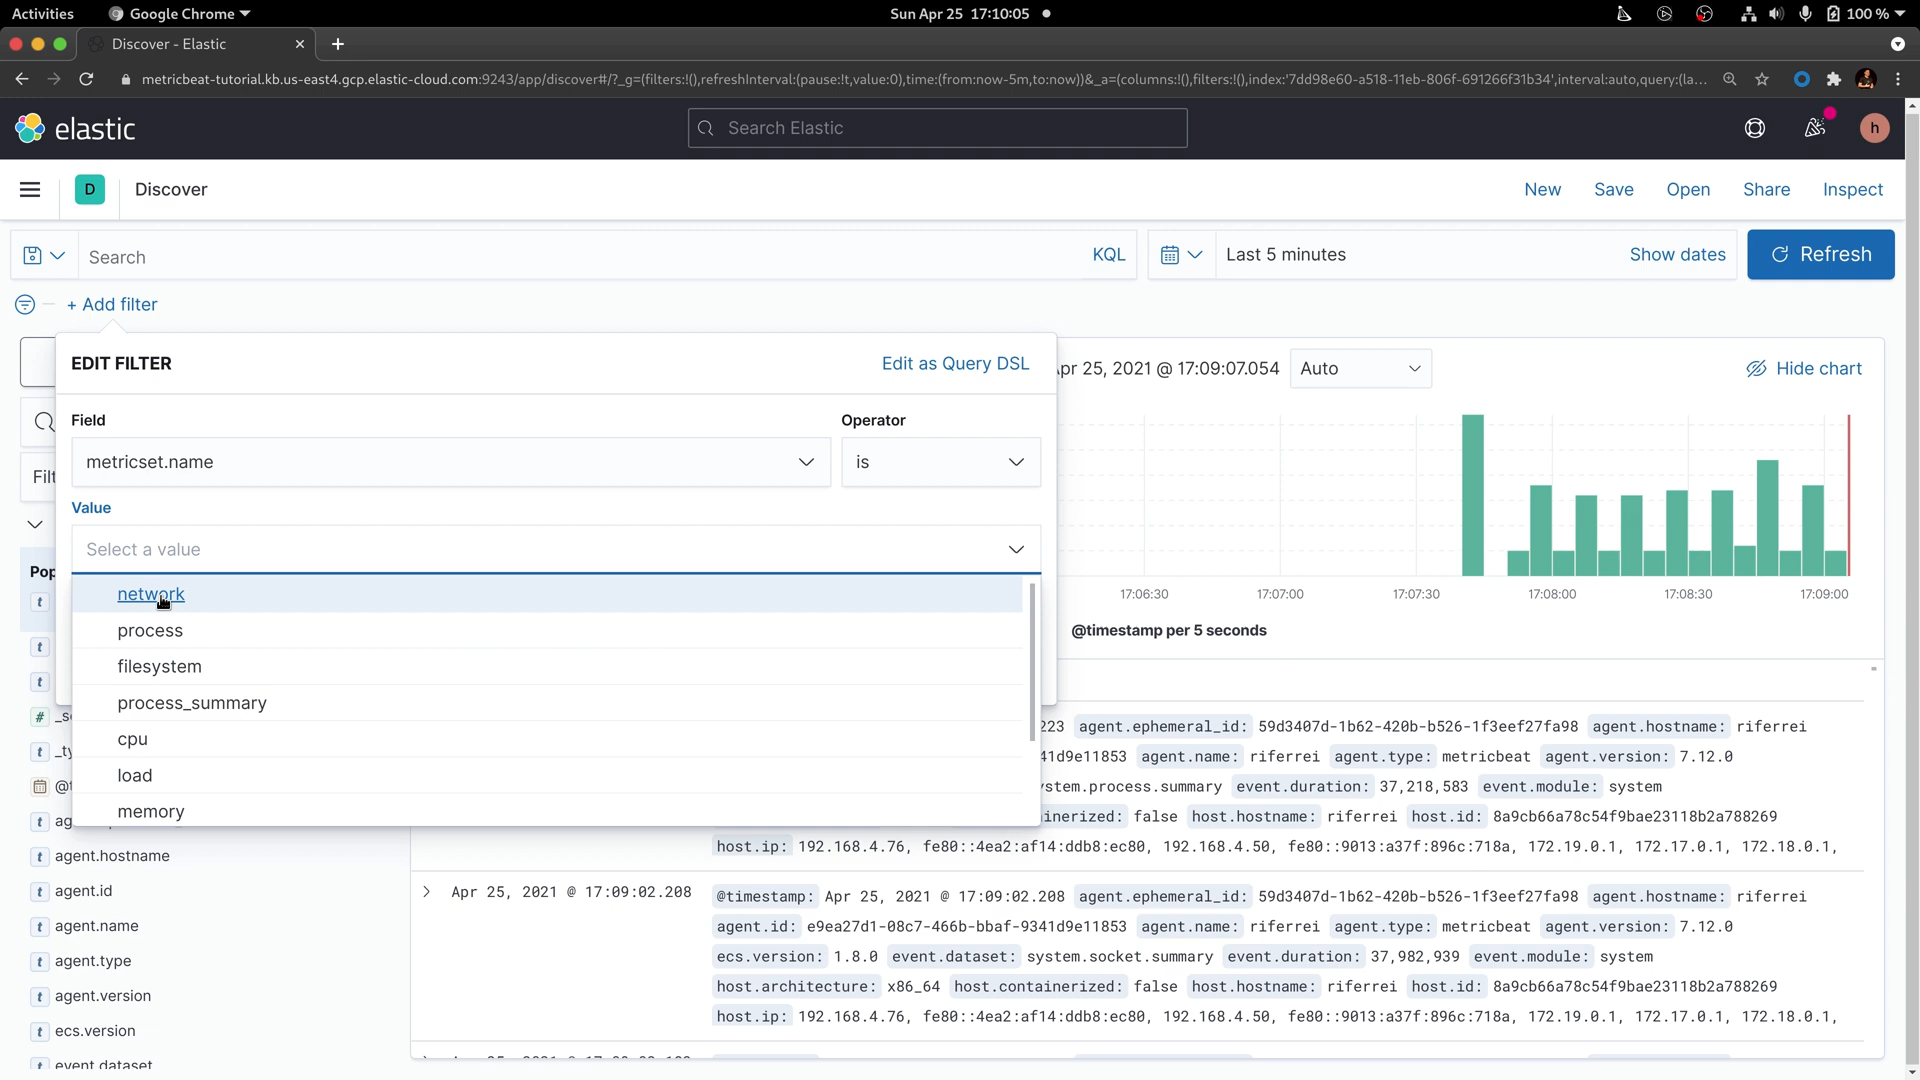 Activities Google Chrome Sun Apr 25 17:10:05 100 %
Discover - Elastic
metricbeat-tutorial.kb.us-east4.gcp.elastic-cloud.com:9243/app/discover#/?_g=(filters:!(),refreshInterval:(pause:!t,value:0),time:(from:now-5m,to:now))&_a=(columns:!(),filters:!(),index:'7dd98e60-a518-11eb-806f-691266f31b34',interval:auto,query:(la...
elastic Search Elastic h
D Discover New Save Open Share Inspect
Search KQL Last 5 minutes Show dates Refresh
+ Add filter
EDIT FILTER Edit as Query DSL
Apr 25, 2021 @ 17:09:07.054 Auto Hide chart
Field Operator
metricset.name is
Filt
Value
Select a value
Pop
network
process
filesystem
process_summary
cpu
load
memory
17:06:30 17:07:00 17:07:30 17:08:00 17:08:30 17:09:00
@timestamp per 5 seconds
t
t
t
# _s
t _ty
@t
t ag
t agent.hostname
t agent.id
t agent.name
t agent.type
t agent.version
t ecs.version
t event.dataset
223 agent.ephemeral_id: 59d3407d-1b62-420b-b526-1f3eef27fa98 agent.hostname: riferrei
41d9e11853 agent.name: riferrei agent.type: metricbeat agent.version: 7.12.0
stem.process.summary event.duration: 37,218,583 event.module: system
inerized: false host.hostname: riferrei host.id: 8a9cb66a78c54f9bae23118b2a788269
host.ip: 192.168.4.76, fe80::4ea2:af14:ddb8:ec80, 192.168.4.50, fe80::9013:a37f:896c:718a, 172.19.0.1, 172.17.0.1, 172.18.0.1,
Apr 25, 2021 @ 17:09:02.208 @timestamp: Apr 25, 2021 @ 17:09:02.208 agent.ephemeral_id: 59d3407d-1b62-420b-b526-1f3eef27fa98 agent.hostname: riferrei
agent.id: e9ea27d1-08c7-466b-bbaf-9341d9e11853 agent.name: riferrei agent.type: metricbeat agent.version: 7.12.0
ecs.version: 1.8.0 event.dataset: system.socket.summary event.duration: 37,982,939 event.module: system
host.architecture: x86_64 host.containerized: false host.hostname: riferrei host.id: 8a9cb66a78c54f9bae23118b2a788269
host.ip: 192.168.4.76, fe80::4ea2:af14:ddb8:ec80, 192.168.4.50, fe80::9013:a37f:896c:718a, 172.19.0.1, 172.17.0.1, 172.18.0.1,